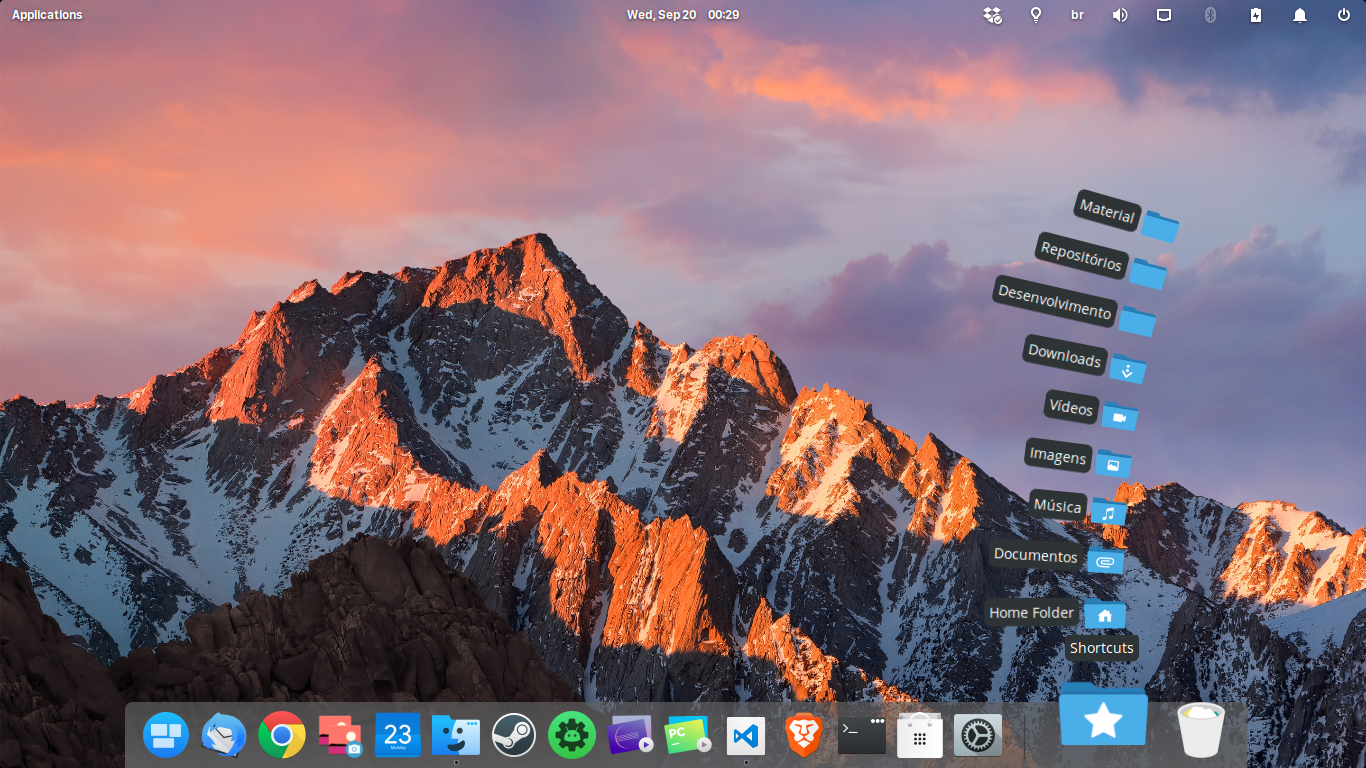 Applications
Wed, Sep 20 00:29
br
Material
Repositórios
Desenvolvimento
Downloads
Vídeos
Imagens
Música
Documentos
Home Folder
Shortcuts
23
Monday
PC
>_